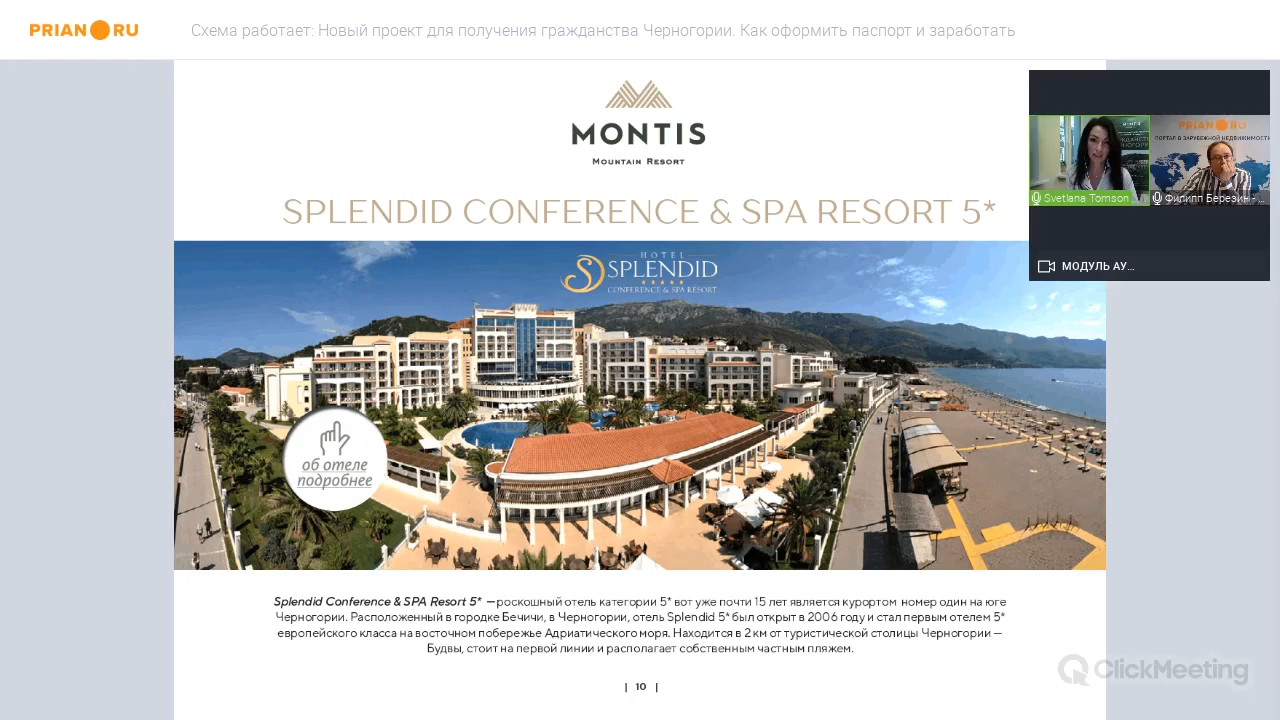 PRIAN RU
Схема работает: Новый проект для получения гражданства Черногории. Как оформить паспорт и заработать
MONTIS
MOUNTAIN RESORT
SPLENDID CONFERENCE & SPA RESORT 5*
HOTEL
SPLENDID
CONFERENCE & SPA RESORT
об отеле
подробнее
PRIAN RU
ПОРТАЛ О ЗАРУБЕЖНОЙ НЕДВИЖИМОСТИ
Svetlana Tomson
Филипп Березин - ...
МОДУЛЬ АУ...
Splendid Conference & SPA Resort 5* — роскошный отель категории 5* вот уже почти 15 лет является курортом номер один на юге
Черногории. Расположенный в городке Бечичи, в Черногории, отель Splendid 5* был открыт в 2006 году и стал первым отелем 5*
европейского класса на восточном побережье Адриатического моря. Находится в 2 км от туристической столицы Черногории —
Будвы, стоит на первой линии и располагает собственным частным пляжем.
| 10 |
ClickMeeting